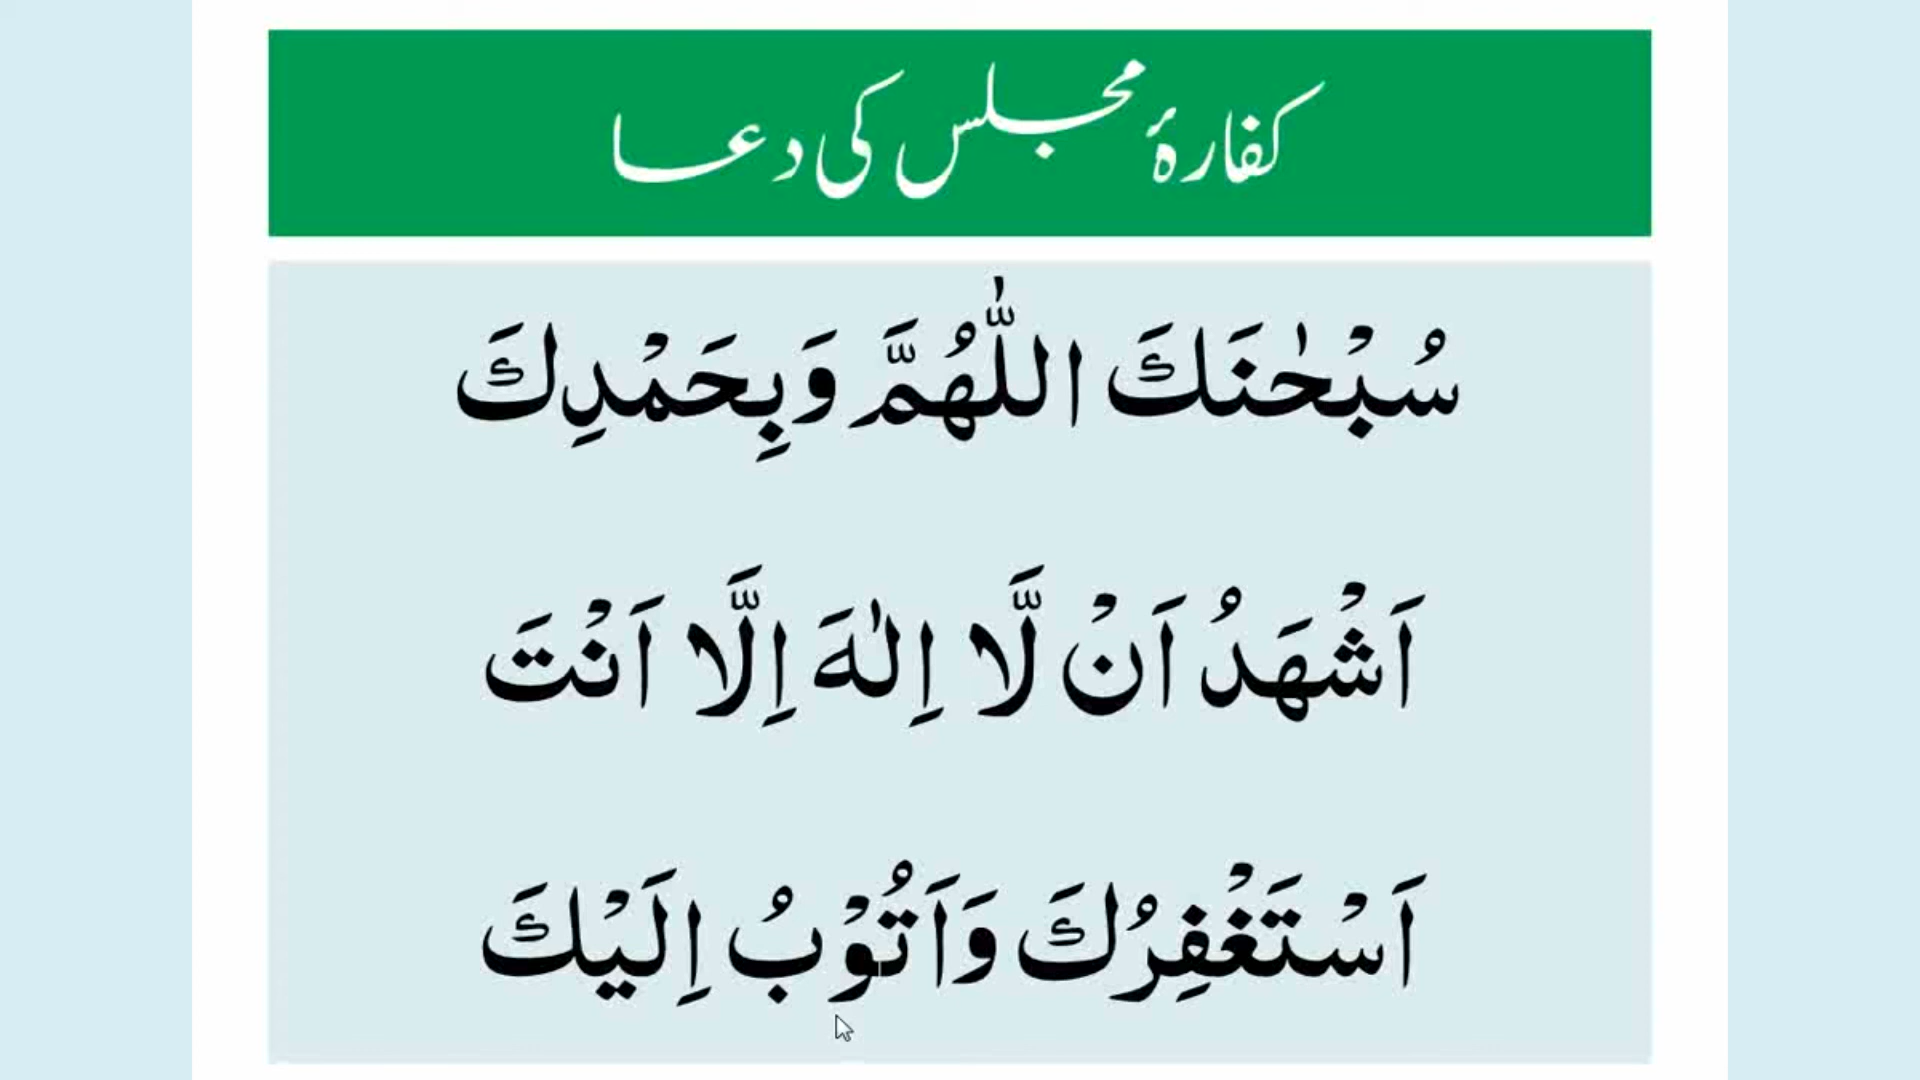 کفارۂ مجلس کی دعا
سُبْحٰنَكَ اللّٰهُمَّ وَبِحَمْدِكَ
اَشْهَدُ اَنْ لَّا اِلٰهَ اِلَّا اَنْتَ
اَسْتَغْفِرُكَ وَاَتُوْبُ اِلَيْكَ